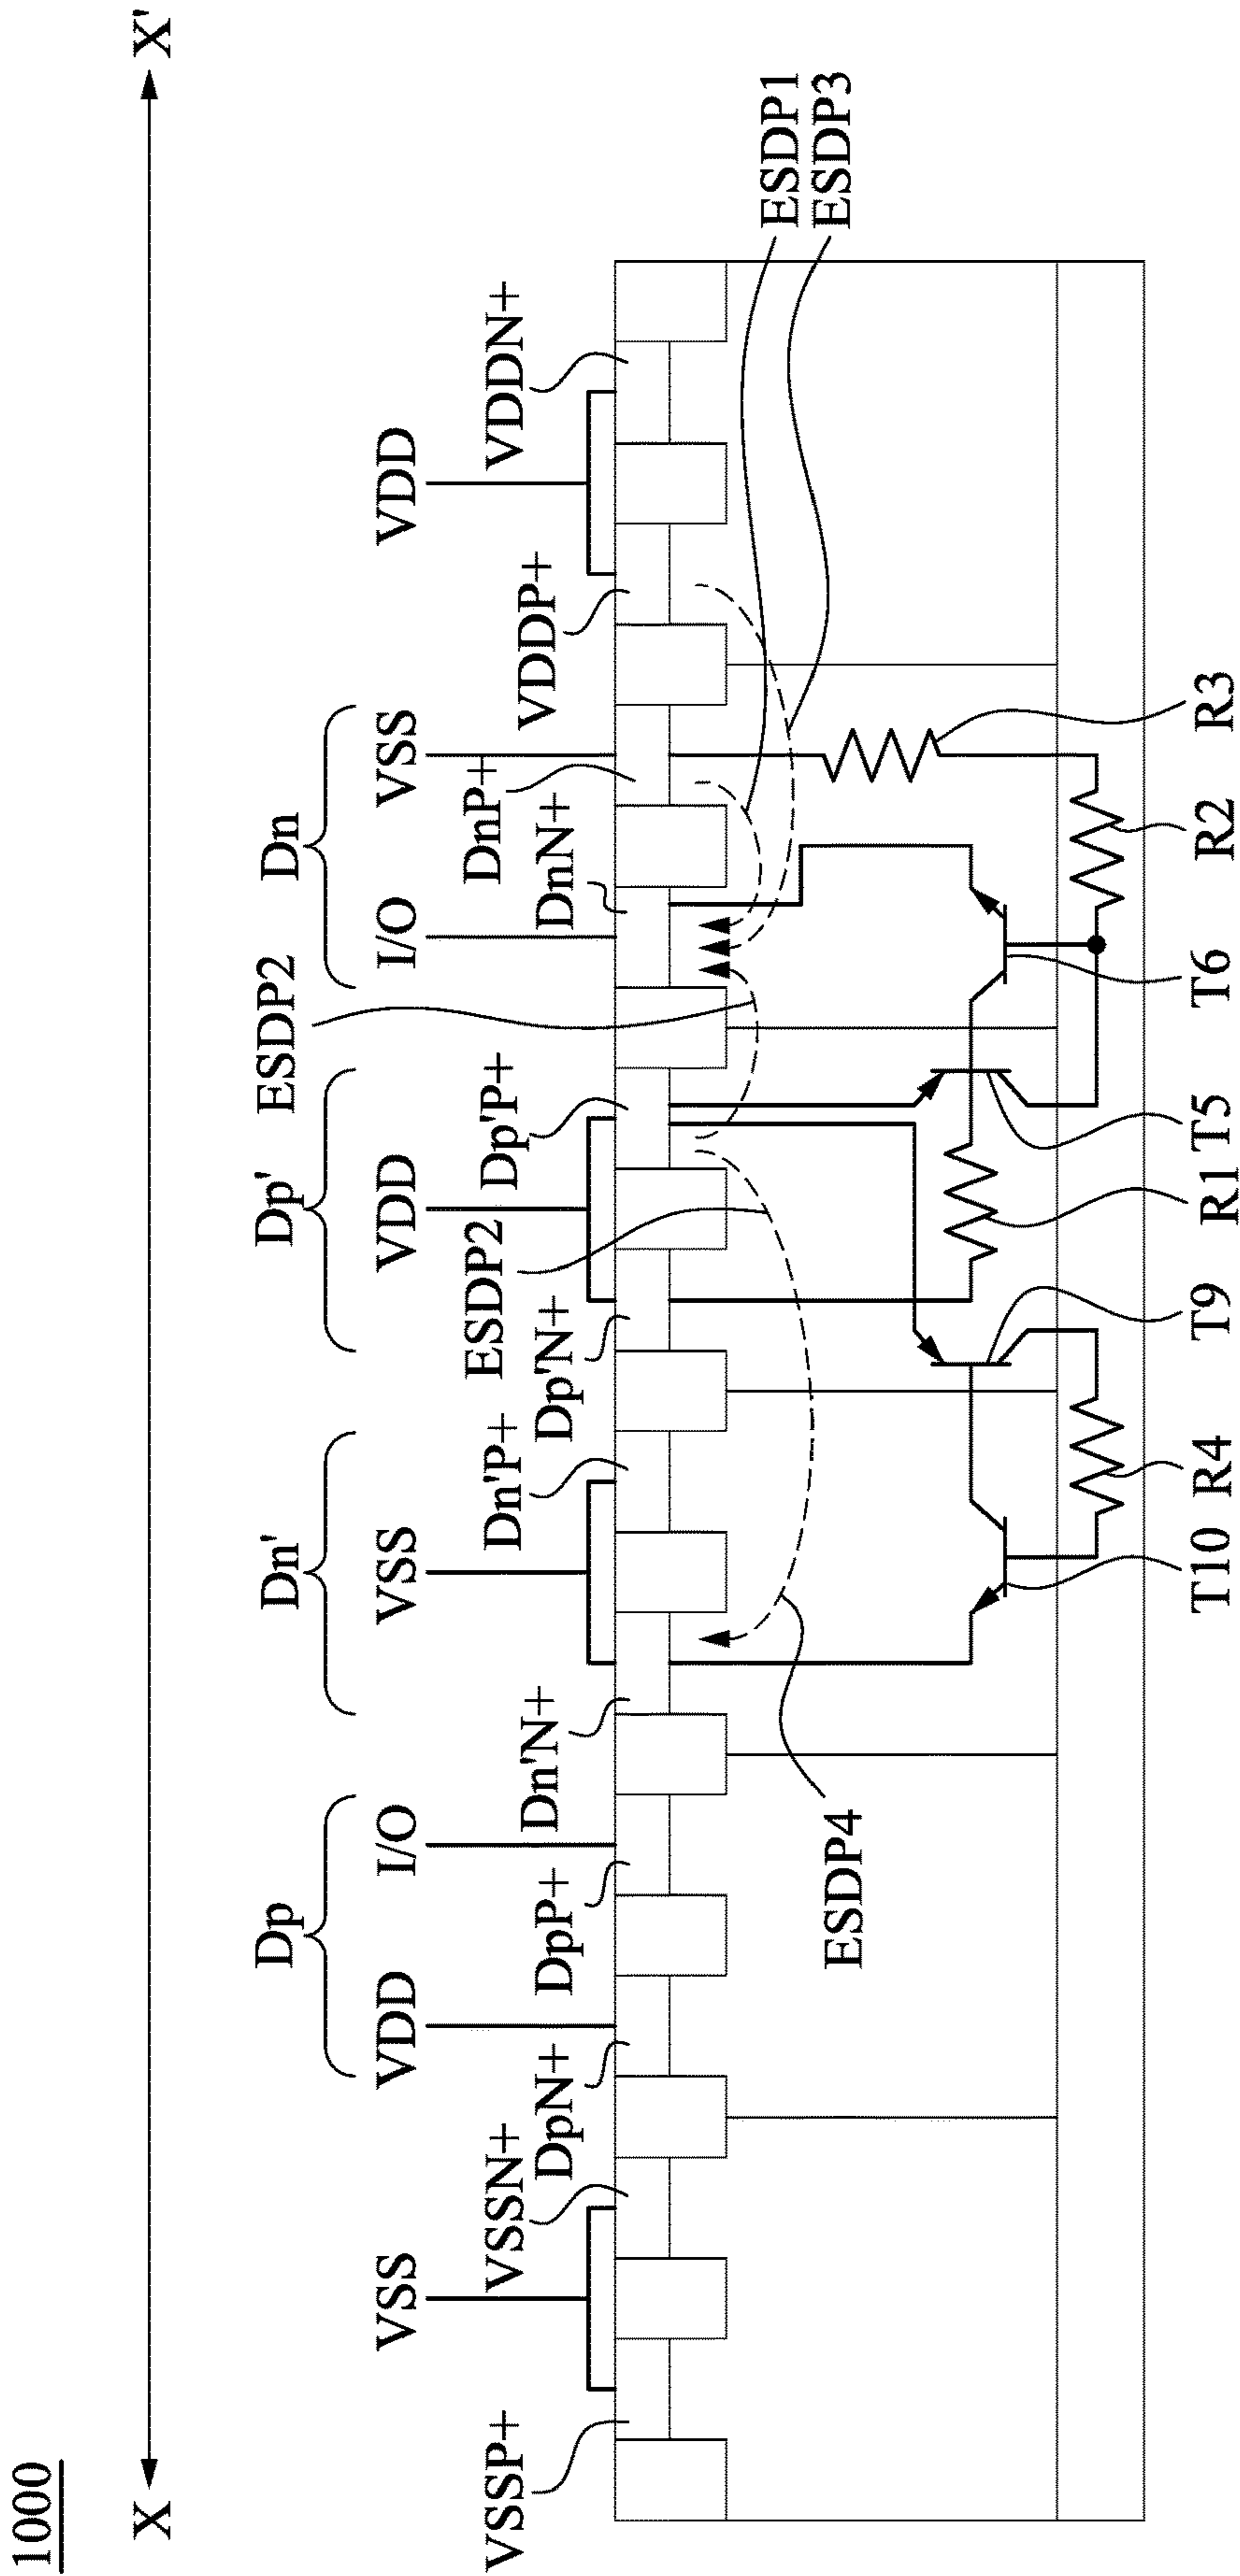 1000
X X'
Dp Dn' Dp' Dn
ESDP2
VSS VDD I/O VSS VDD I/O VSS VDD
VSSP+ VSSN+ DpN+ DpP+ Dn'N+ Dn'P+ Dp'N+ ESDP2 Dp'P+ DnN+ DnP+ VDDP+ VDDN+
ESDP1
ESDP3
ESDP4
T10 R4 T9 R1 T5 T6 R2 R3